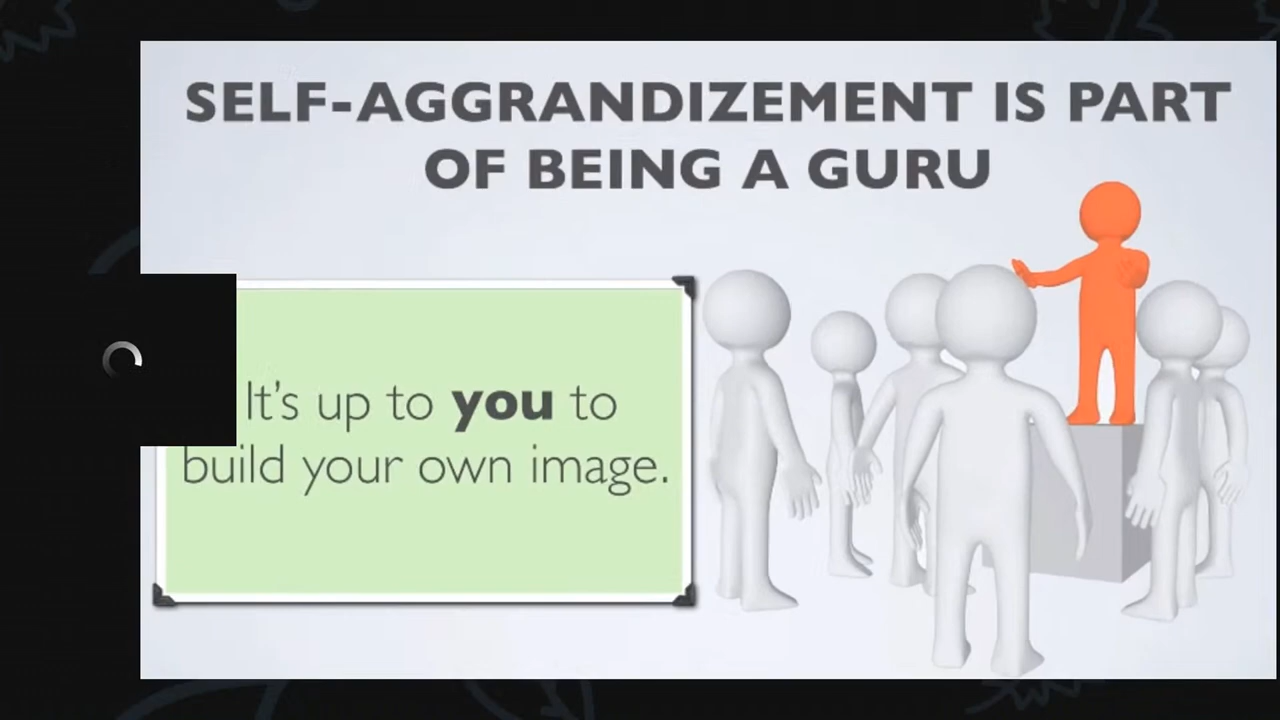 SELF-AGGRANDIZEMENT IS PART
OF BEING A GURU
It's up to you to
build your own image.